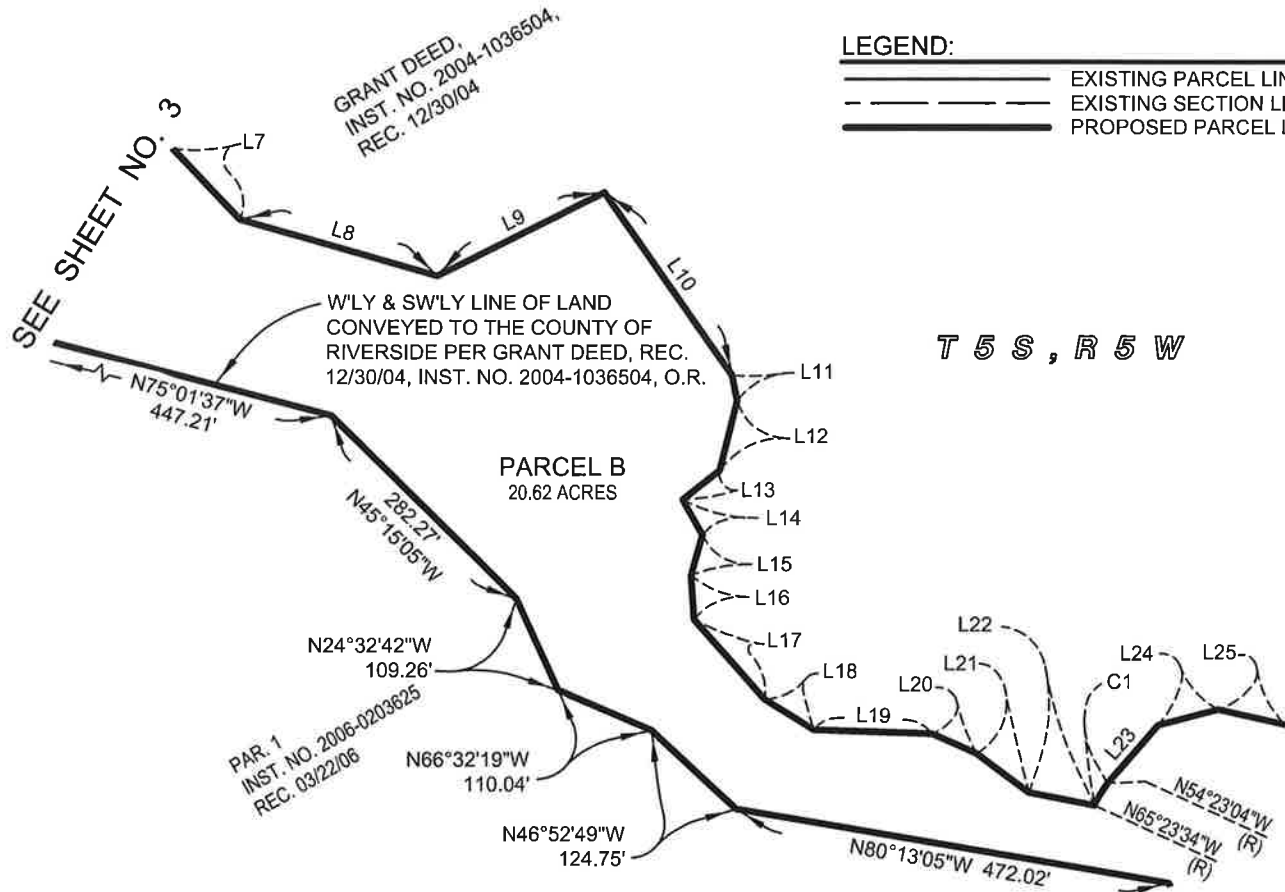 GRANT DEED,
INST. NO. 2004-1036504,
REC. 12/30/04
LEGEND:
EXISTING PARCEL LIN
EXISTING SECTION LI
PROPOSED PARCEL L
SEE SHEET NO. 3
L7
L8
L9
L10
W'LY & SW'LY LINE OF LAND
CONVEYED TO THE COUNTY OF
RIVERSIDE PER GRANT DEED, REC.
12/30/04, INST. NO. 2004-1036504, O.R.
T 5 S , R 5 W
N75°01'37"W
447.21'
L11
L12
PARCEL B
20.62 ACRES
L13
L14
L15
L16
282.27'
N45°15'05"W
L17
L18
L19
L20
L21
L22
C1
L23
L24
L25
N24°32'42"W
109.26'
PAR. 1
INST. NO. 2006-0203625
REC. 03/22/06
N66°32'19"W
110.04'
N46°52'49"W
124.75'
N80°13'05"W 472.02'
N54°23'04"W
(R)
N65°23'34"W
(R)